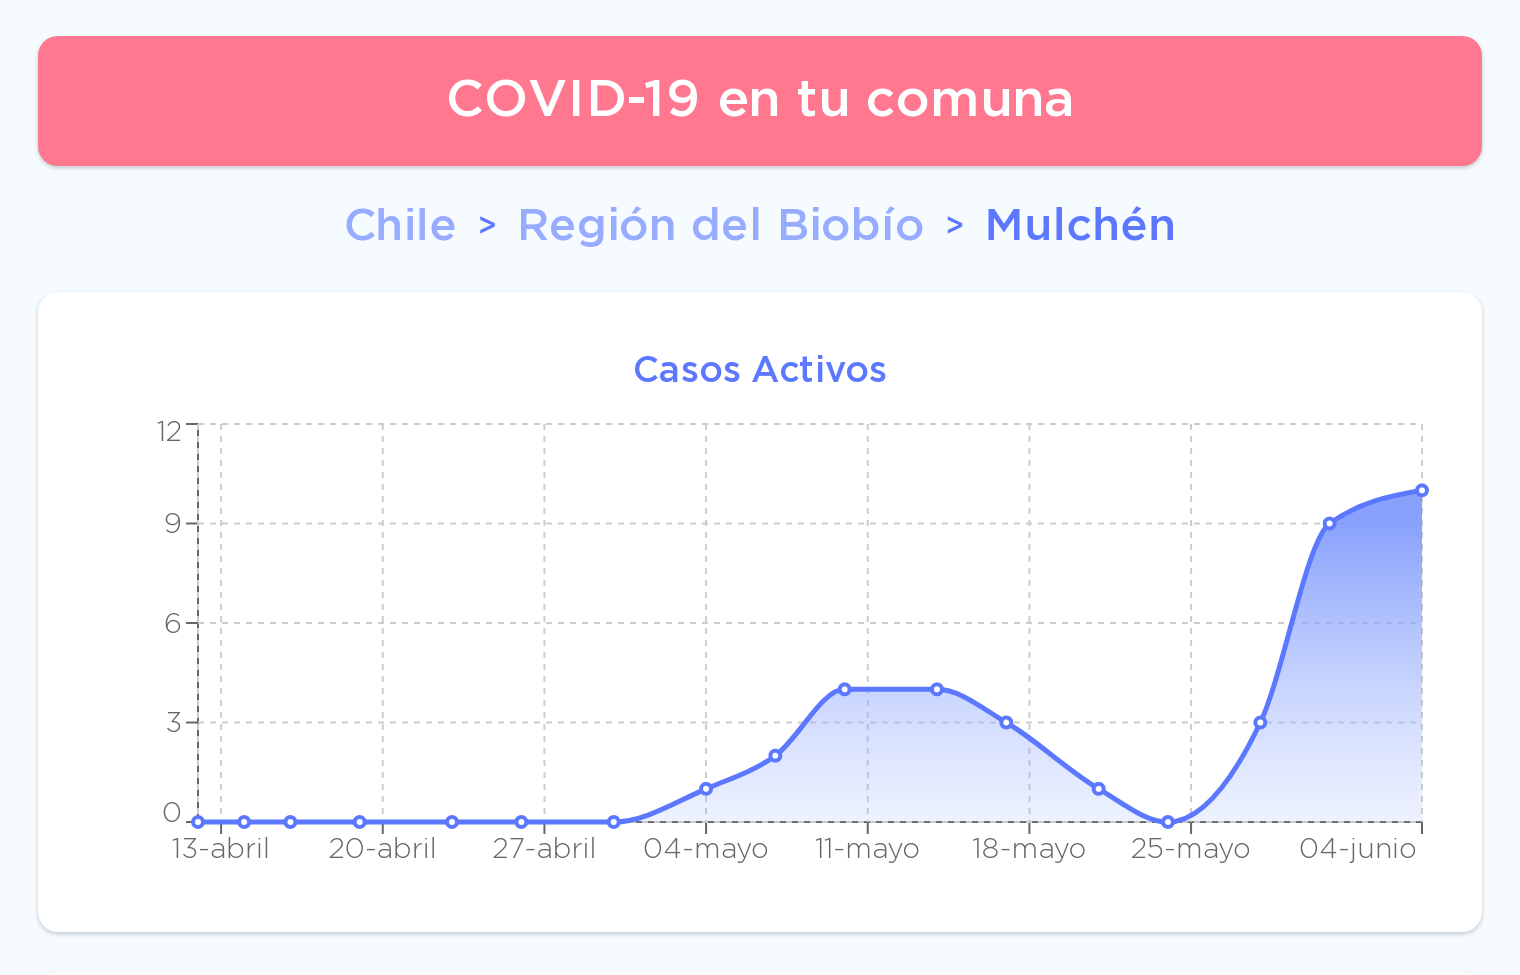 COVID-19 en tu comuna
Chile > Región del Biobío > Mulchén
Casos Activos
12
9
6
3
0
13-abril 20-abril 27-abril 04-mayo 11-mayo 18-mayo 25-mayo 04-junio